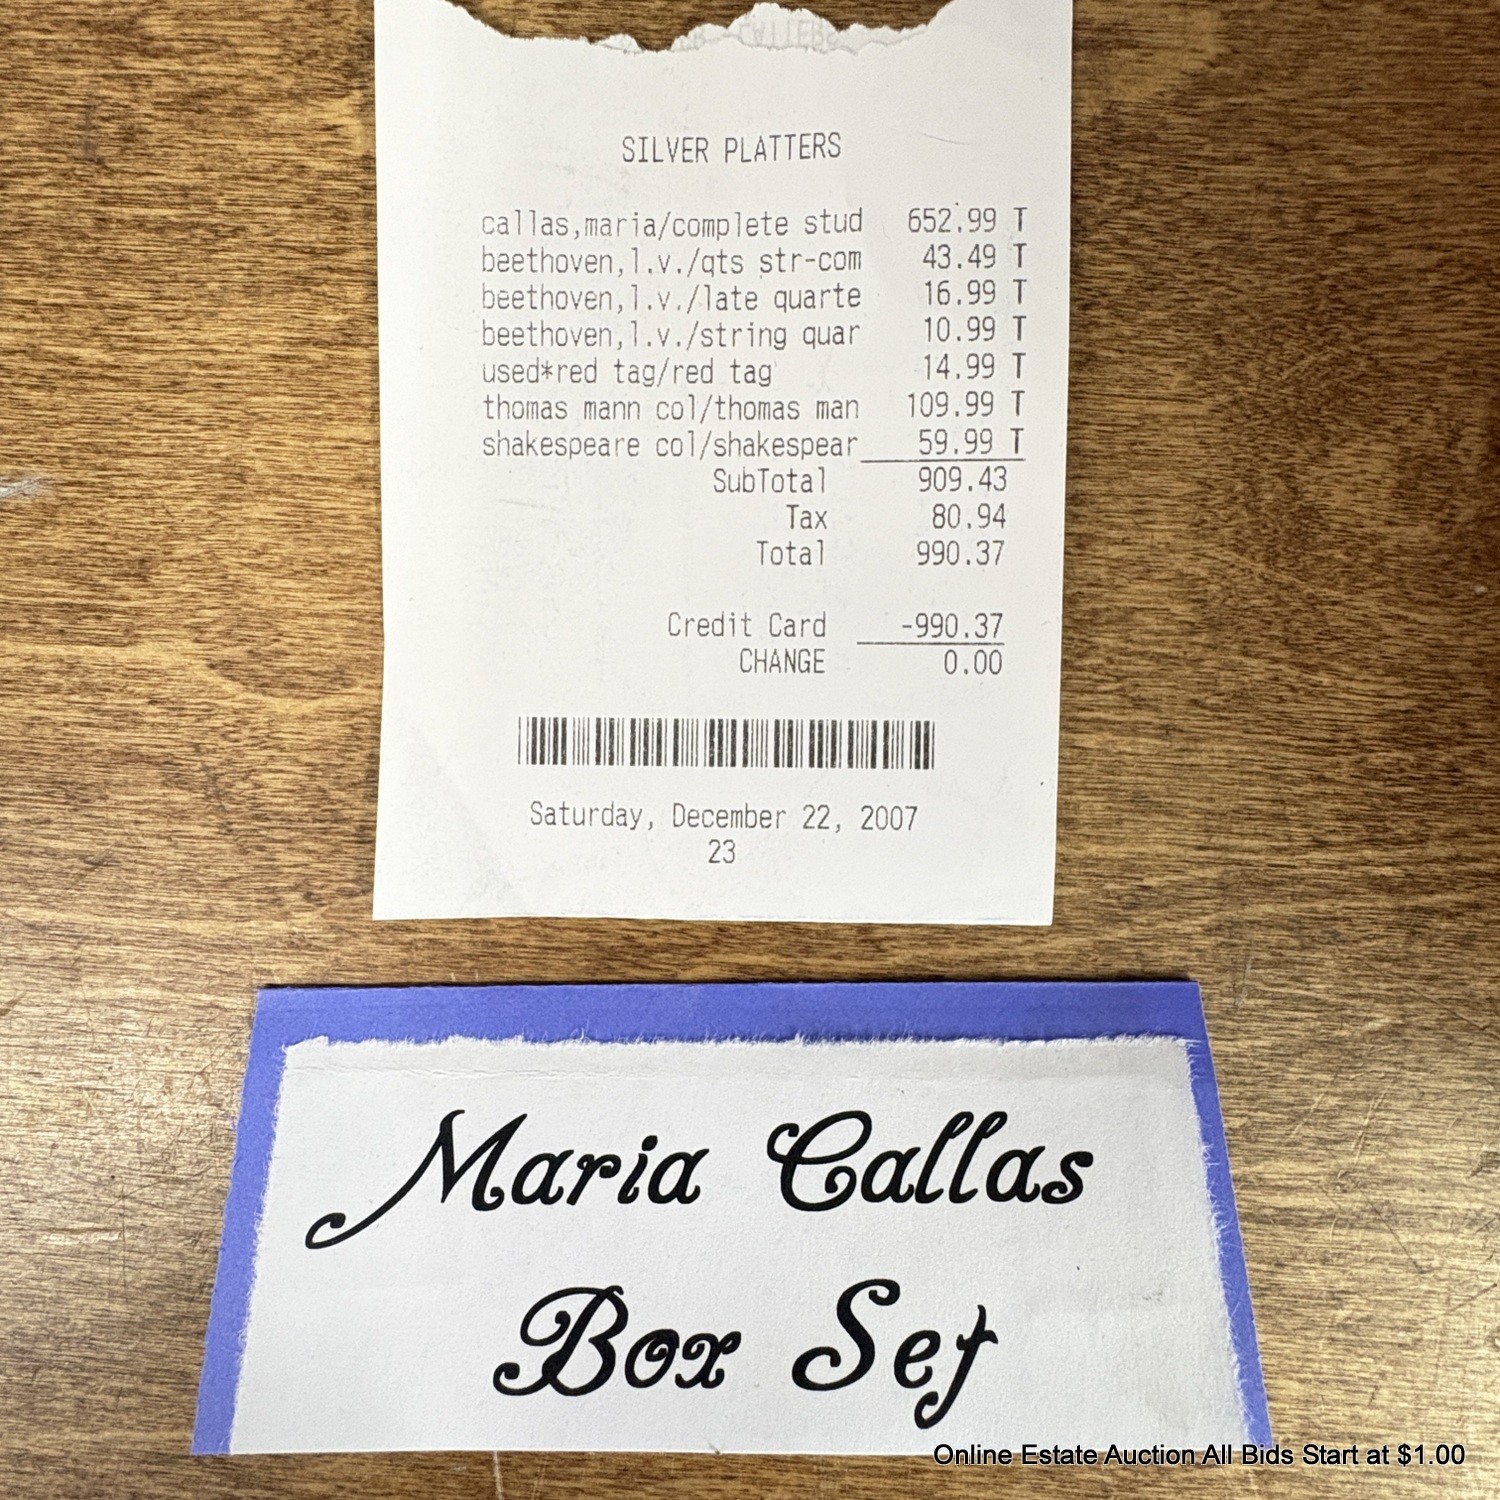 SILVER PLATTERS
callas,maria/complete stud 652.99 T
beethoven,l.v./qts str-com 43.49 T
beethoven,l.v./late quarte 16.99 T
beethoven,l.v./string quar 10.99 T
used*red tag/red tag 14.99 T
thomas mann col/thomas man 109.99 T
shakespeare col/shakespear 59.99 T
SubTotal 909.43
Tax 80.94
Total 990.37
Credit Card -990.37
CHANGE 0.00
Saturday, December 22, 2007
23
Maria Callas
Box Set
Online Estate Auction All Bids Start at $1.00